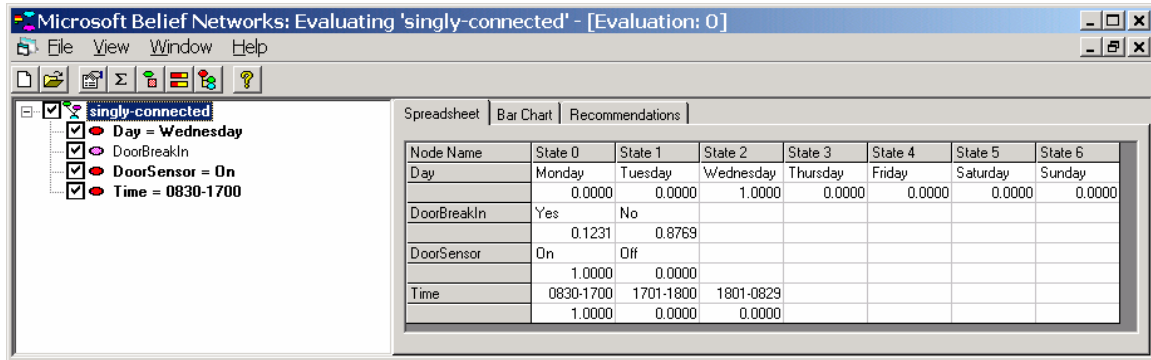 Microsoft Belief Networks: Evaluating 'singly-connected' - [Evaluation: 0]
File View Window Help
Σ ?
singly-connected
Day = Wednesday
DoorBreakIn
DoorSensor = On
Time = 0830-1700
Spreadsheet Bar Chart Recommendations
Node Name State 0 State 1 State 2 State 3 State 4 State 5 State 6
Day Monday Tuesday Wednesday Thursday Friday Saturday Sunday
0.0000 0.0000 1.0000 0.0000 0.0000 0.0000 0.0000
DoorBreakIn Yes No
0.1231 0.8769
DoorSensor On Off
1.0000 0.0000
Time 0830-1700 1701-1800 1801-0829
1.0000 0.0000 0.0000